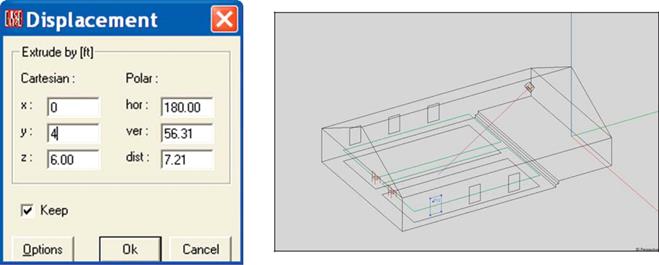 EASE Displacement
Extrude by [ft]
Cartesian : Polar :
x : 0 hor : 180.00
y : 4 ver : 56.31
z : 6.00 dist : 7.21
Keep
Options Ok Cancel